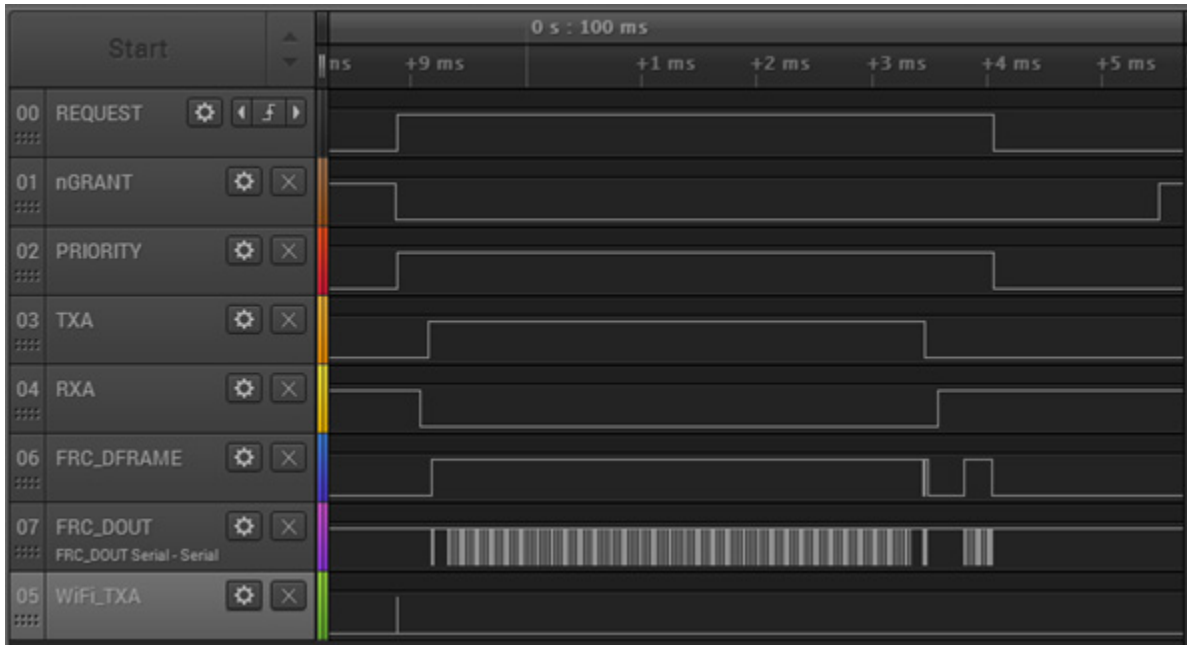 0 s : 100 ms
Start
ms +9 ms +1 ms +2 ms +3 ms +4 ms +5 ms
00 REQUEST
01 nGRANT
02 PRIORITY
03 TXA
04 RXA
06 FRC_DFRAME
07 FRC_DOUT
FRC_DOUT Serial - Serial
05 WiFi_TXA